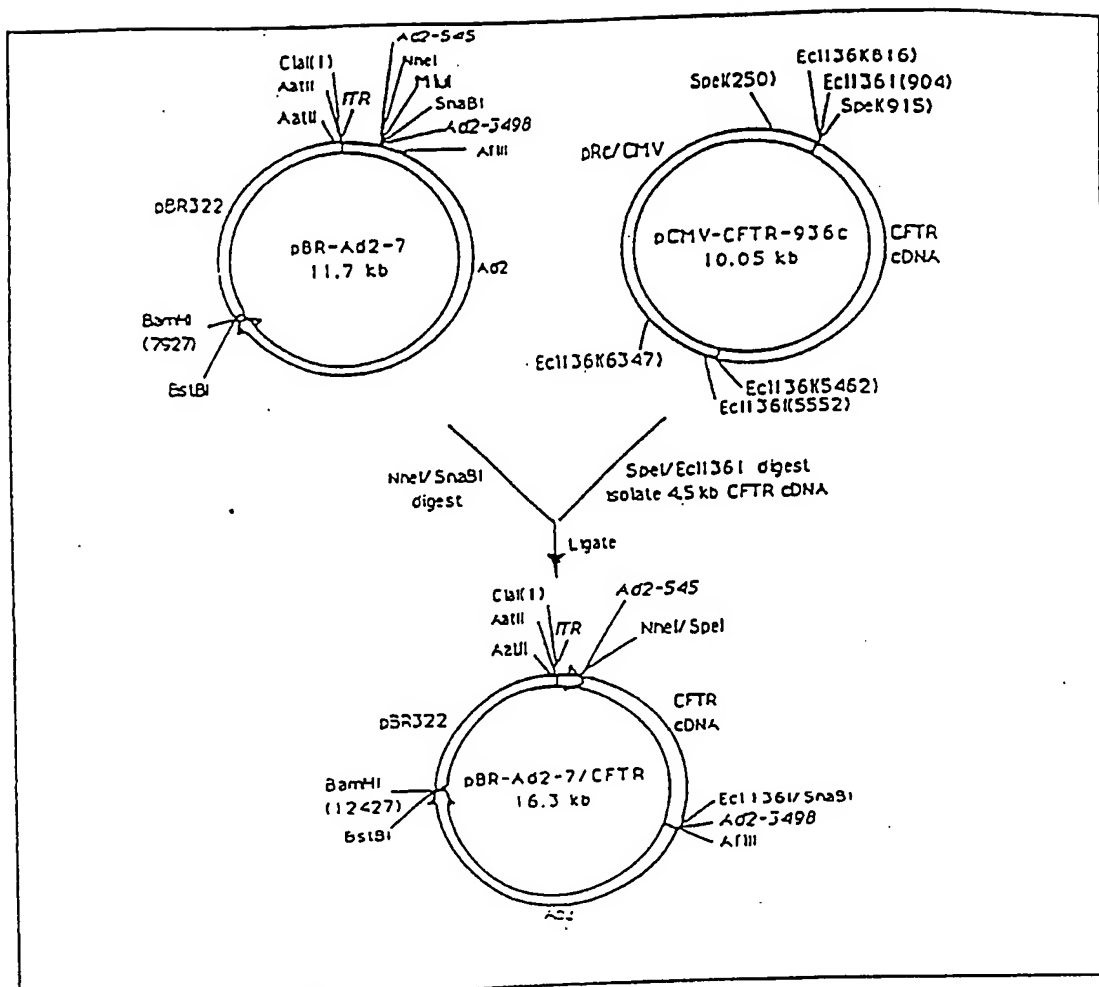 Ad2-545
NheI
MluI
SnaBI
Ad2-3498
AflII
ClaI(1)
AatII
ITR
AatII
pBR322
pBR-Ad2-7
11.7 kb
Ad2
BamHI
(7927)
BstBI
Ecl136I(816)
Ecl136I(904)
SpeI(915)
SpeI(250)
pRc/CMV
pCMV-CFTR-936c
10.05 kb
CFTR
cDNA
Ecl136I(6347)
Ecl136I(5462)
Ecl136I(5552)
NheI/SnaBI
digest
SpeI/Ecl136I digest
isolate 4.5 kb CFTR cDNA
Ligate
Ad2-545
NheI/SpeI
ClaI(1)
AatII
ITR
AatII
pBR322
CFTR
cDNA
pBR-Ad2-7/CFTR
16.3 kb
BamHI
(12427)
BstBI
Ecl136I/SnaBI
Ad2-3498
AflII
Ad2